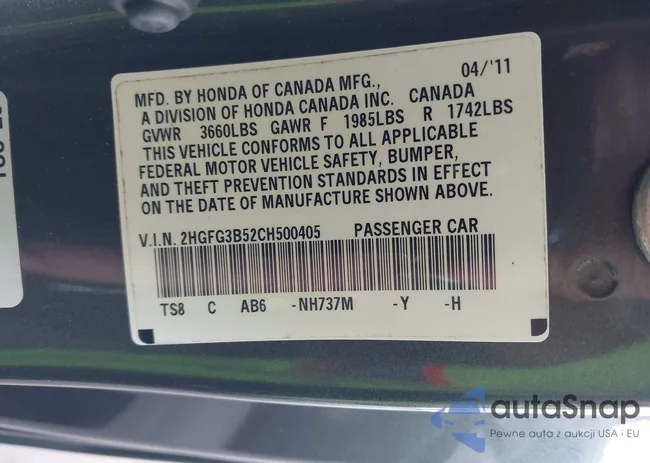 04/'11
MFD. BY HONDA OF CANADA MFG.,
A DIVISION OF HONDA CANADA INC. CANADA
GVWR 3660LBS GAWR F 1985LBS R 1742LBS
THIS VEHICLE CONFORMS TO ALL APPLICABLE
FEDERAL MOTOR VEHICLE SAFETY, BUMPER,
AND THEFT PREVENTION STANDARDS IN EFFECT
ON THE DATE OF MANUFACTURE SHOWN ABOVE.
V.I.N. 2HGFG3B52CH500405 PASSENGER CAR
TS8 C AB6 -NH737M -Y -H
autaSnap
Pewne auta z aukcji USA i EU